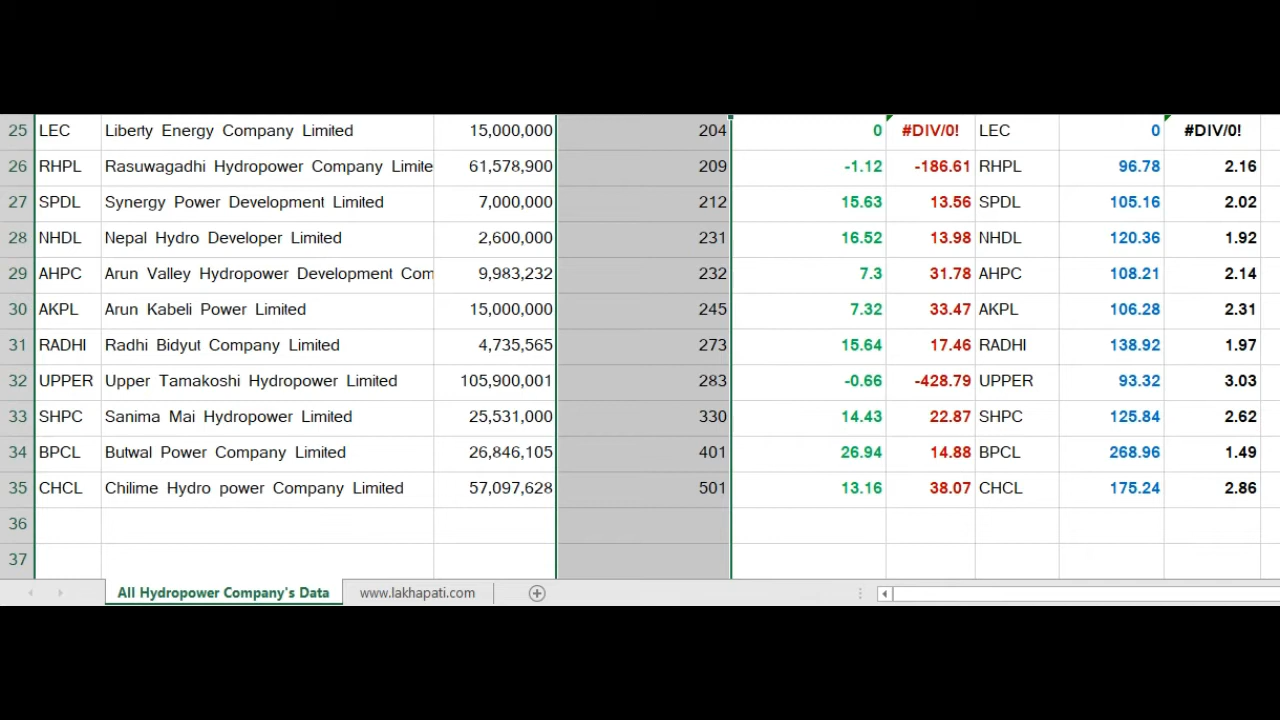 25 LEC Liberty Energy Company Limited 15,000,000 204 0 #DIV/0! LEC 0 #DIV/0!
26 RHPL Rasuwagadhi Hydropower Company Limite 61,578,900 209 -1.12 -186.61 RHPL 96.78 2.16
27 SPDL Synergy Power Development Limited 7,000,000 212 15.63 13.56 SPDL 105.16 2.02
28 NHDL Nepal Hydro Developer Limited 2,600,000 231 16.52 13.98 NHDL 120.36 1.92
29 AHPC Arun Valley Hydropower Development Com 9,983,232 232 7.3 31.78 AHPC 108.21 2.14
30 AKPL Arun Kabeli Power Limited 15,000,000 245 7.32 33.47 AKPL 106.28 2.31
31 RADHI Radhi Bidyut Company Limited 4,735,565 273 15.64 17.46 RADHI 138.92 1.97
32 UPPER Upper Tamakoshi Hydropower Limited 105,900,001 283 -0.66 -428.79 UPPER 93.32 3.03
33 SHPC Sanima Mai Hydropower Limited 25,531,000 330 14.43 22.87 SHPC 125.84 2.62
34 BPCL Butwal Power Company Limited 26,846,105 401 26.94 14.88 BPCL 268.96 1.49
35 CHCL Chilime Hydro power Company Limited 57,097,628 501 13.16 38.07 CHCL 175.24 2.86
36
37
All Hydropower Company's Data www.lakhapati.com